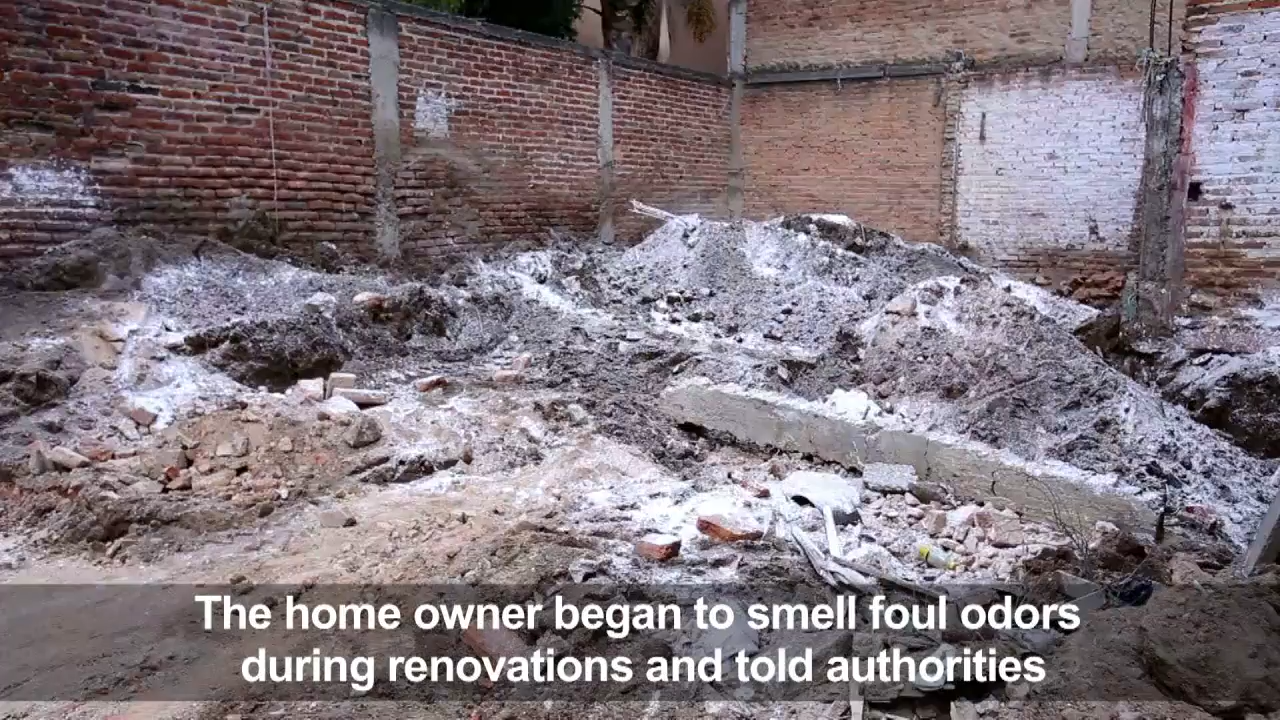 The home owner began to smell foul odors
during renovations and told authorities